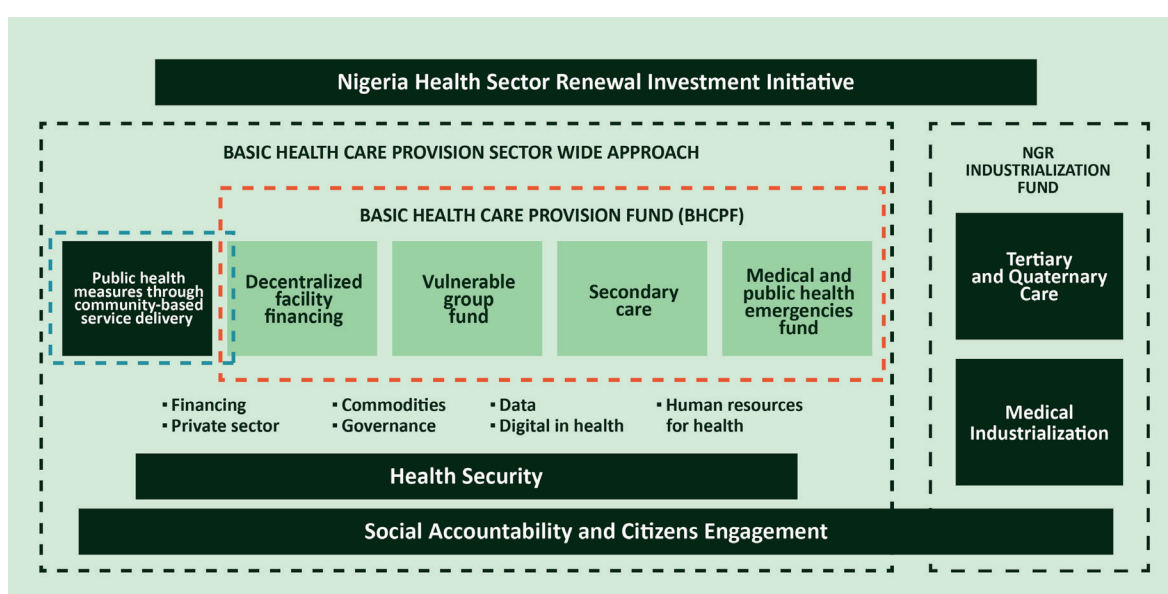 Nigeria Health Sector Renewal Investment Initiative
BASIC HEALTH CARE PROVISION SECTOR WIDE APPROACH
BASIC HEALTH CARE PROVISION FUND (BHCPF)
Public health
measures through
community-based
service delivery
Decentralized
facility
financing
Vulnerable
group
fund
Secondary
care
Medical and
public health
emergencies
fund
▪ Financing
▪ Private sector
▪ Commodities
▪ Governance
▪ Data
▪ Digital in health
▪ Human resources
for health
Health Security
Social Accountability and Citizens Engagement
NGR
INDUSTRIALIZATION
FUND
Tertiary
and Quaternary
Care
Medical
Industrialization